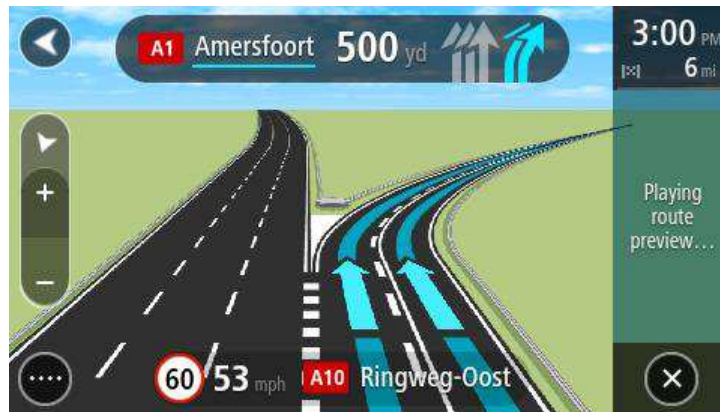 A1 Amersfoort 500 yd
3:00 PM
6 mi
Playing
route
preview...
60 53 mph A10 Ringweg-Oost